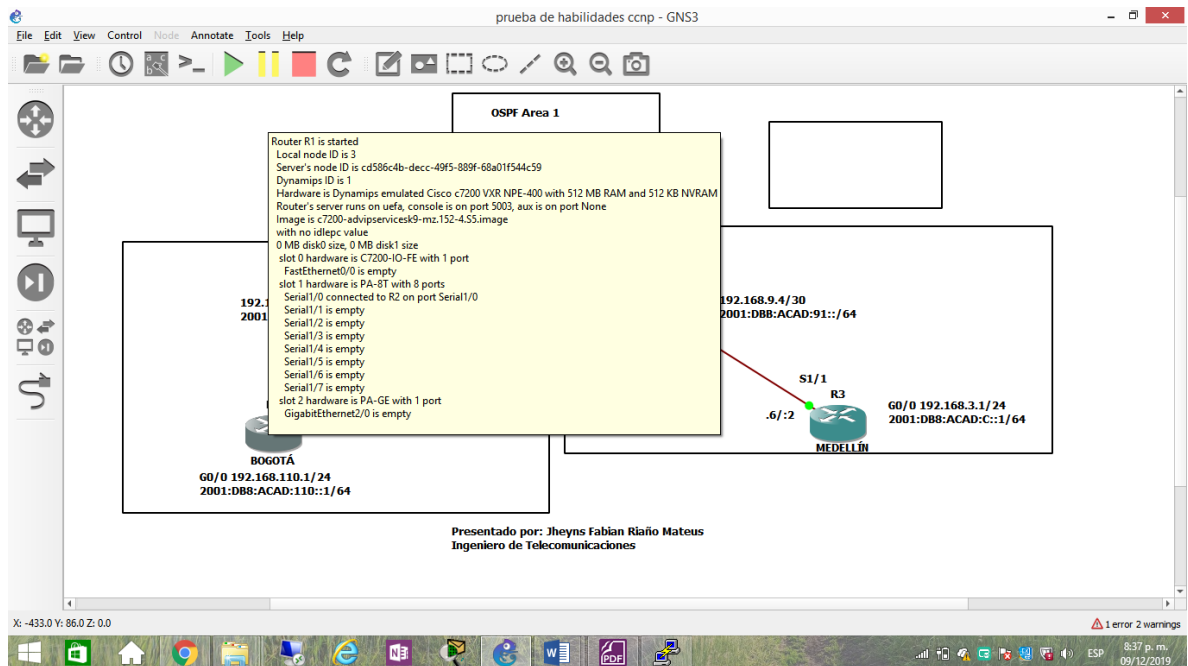 prueba de habilidades ccnp - GNS3
File Edit View Control Node Annotate Tools Help
OSPF Area 1
Router R1 is started
Local node ID is 3
Server's node ID is cd586c4b-decc-49f5-889f-68a01f544c59
Dynamips ID is 1
Hardware is Dynamips emulated Cisco c7200 VXR NPE-400 with 512 MB RAM and 512 KB NVRAM
Router's server runs on uefa, console is on port 5003, aux is on port None
Image is c7200-advipservicesk9-mz.152-4.S5.image
with no idlepc value
0 MB disk0 size, 0 MB disk1 size
slot 0 hardware is C7200-IO-FE with 1 port
FastEthernet0/0 is empty
slot 1 hardware is PA-8T with 8 ports
Serial1/0 connected to R2 on port Serial1/0
Serial1/1 is empty
Serial1/2 is empty
Serial1/3 is empty
Serial1/4 is empty
Serial1/5 is empty
Serial1/6 is empty
Serial1/7 is empty
slot 2 hardware is PA-GE with 1 port
GigabitEthernet2/0 is empty
192.1
2001
192.168.9.4/30
2001:DB8:ACAD:91::/64
S1/1
R3
.6/:2
G0/0 192.168.3.1/24
2001:DB8:ACAD:C::1/64
MEDELLÍN
BOGOTÁ
G0/0 192.168.110.1/24
2001:DB8:ACAD:110::1/64
Presentado por: Jheyns Fabian Riaño Mateus
Ingeniero de Telecomunicaciones
X: -433.0 Y: 86.0 Z: 0.0
1 error 2 warnings
ESP
8:37 p. m.
09/12/2019